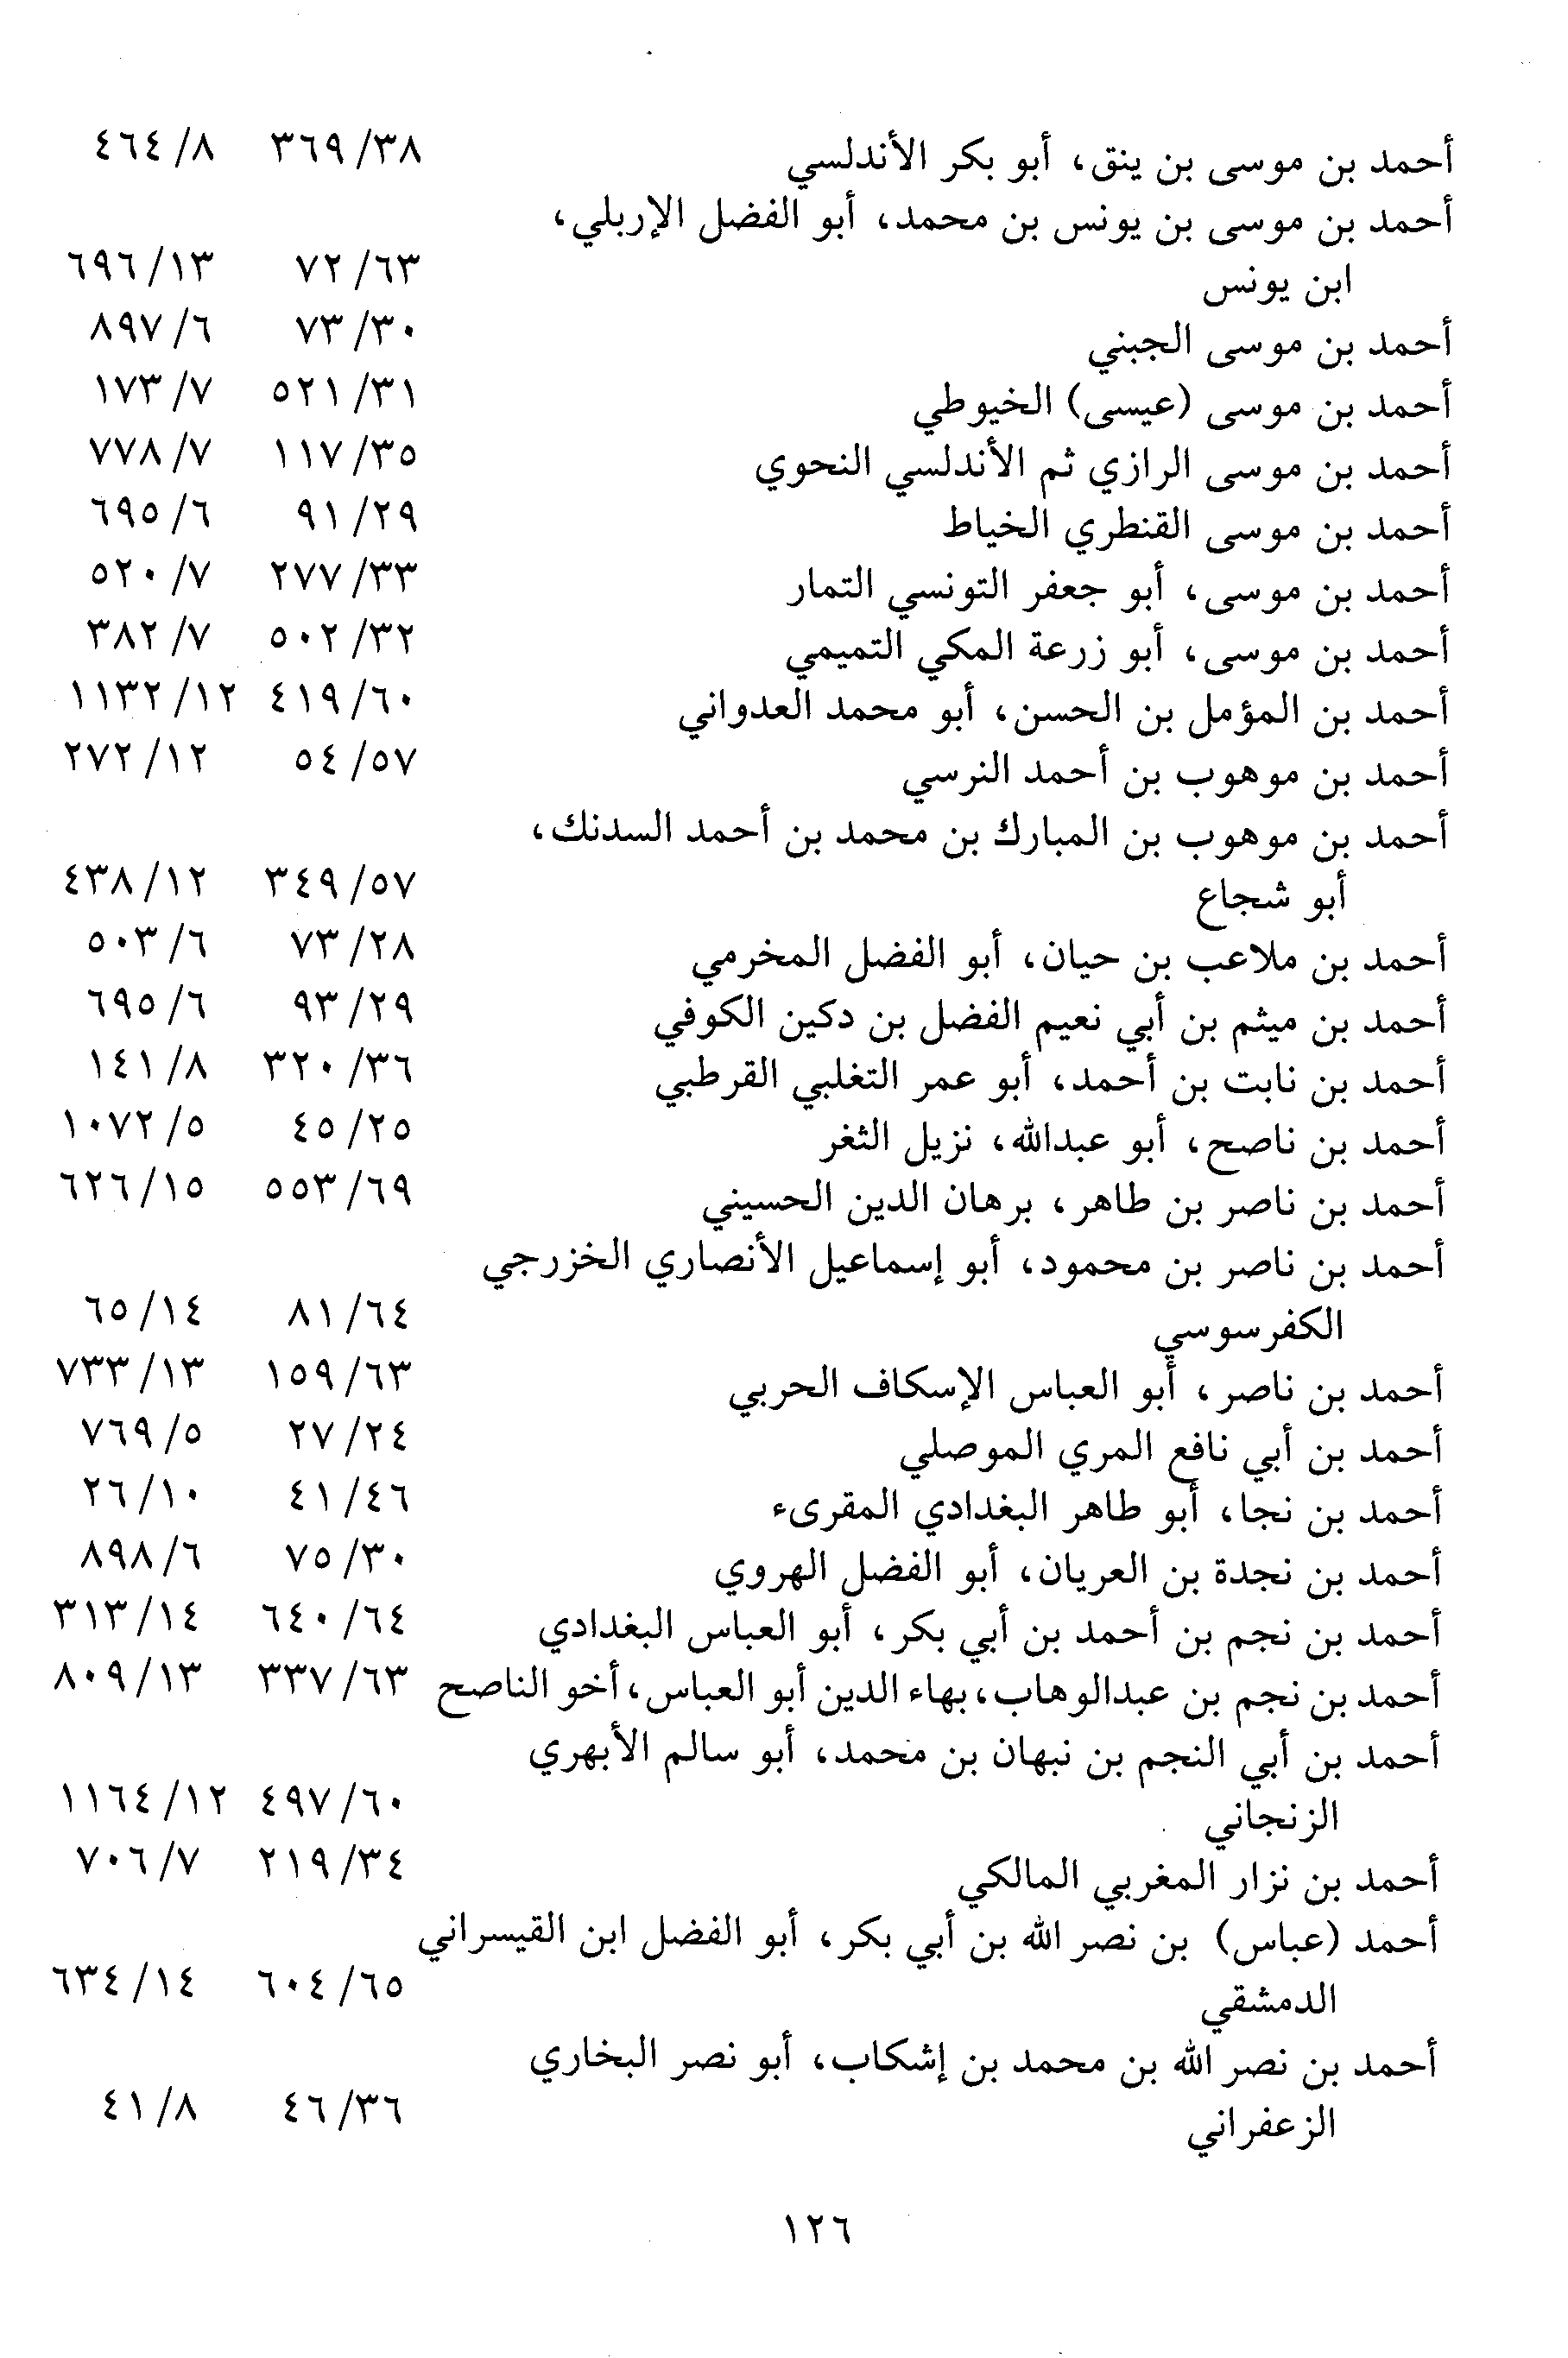 أحمد بن موسى بن ينق، أبو بكر الأندلسي ٣٦٩/٣٨ ٤٦٤/٨
أحمد بن موسى بن يونس بن محمد، أبو الفضل الإربلي،
ابن يونس ٧٢/٦٣ ٦٩٦/١٣
أحمد بن موسى الجبني ٧٣/٣٠ ٨٩٧/٦
أحمد بن موسى (عيسى) الخيوطي ٥٢١/٣١ ١٧٣/٧
أحمد بن موسى الرازي ثم الأندلسي النحوي ١١٧/٣٥ ٧٧٨/٧
أحمد بن موسى القنطري الخياط ٩١/٢٩ ٦٩٥/٦
أحمد بن موسى، أبو جعفر التونسي التمار ٢٧٧/٣٣ ٥٢٠/٧
أحمد بن موسى، أبو زرعة المكي التميمي ٥٠٢/٣٢ ٣٨٢/٧
أحمد بن المؤمل بن الحسن، أبو محمد العدواني ٤١٩/٦٠ ١١٣٢/١٢
أحمد بن موهوب بن أحمد النرسي ٥٤/٥٧ ٢٧٢/١٢
أحمد بن موهوب بن المبارك بن محمد بن أحمد السدنك،
أبو شجاع ٣٤٩/٥٧ ٤٣٨/١٢
أحمد بن ملاعب بن حيان، أبو الفضل المخرمي ٧٣/٢٨ ٥٠٣/٦
أحمد بن ميثم بن أبي نعيم الفضل بن دكين الكوفي ٩٣/٢٩ ٦٩٥/٦
أحمد بن نابت بن أحمد، أبو عمر التغلبي القرطبي ٣٢٠/٣٦ ١٤١/٨
أحمد بن ناصح، أبو عبدالله، نزيل الثغر ٤٥/٢٥ ١٠٧٢/٥
أحمد بن ناصر بن طاهر، برهان الدين الحسيني ٥٥٣/٦٩ ٦٢٦/١٥
أحمد بن ناصر بن محمود، أبو إسماعيل الأنصاري الخزرجي
الكفرسوسي ٨١/٦٤ ٦٥/١٤
أحمد بن ناصر، أبو العباس الإسكاف الحربي ١٥٩/٦٣ ٧٣٣/١٣
أحمد بن أبي نافع المري الموصلي ٢٧/٢٤ ٧٦٩/٥
أحمد بن نجا، أبو طاهر البغدادي المقرىء ٤١/٤٦ ٢٦/١٠
أحمد بن نجدة بن العريان، أبو الفضل الهروي ٧٥/٣٠ ٨٩٨/٦
أحمد بن نجم بن أحمد بن أبي بكر، أبو العباس البغدادي ٦٤٠/٦٤ ٣١٣/١٤
أحمد بن نجم بن عبدالوهاب، بهاء الدين أبو العباس، أخو الناصح ٣٣٧/٦٣ ٨٠٩/١٣
أحمد بن أبي النجم بن نبهان بن محمد، أبو سالم الأبهري
الزنجاني ٤٩٧/٦٠ ١١٦٤/١٢
أحمد بن نزار المغربي المالكي ٢١٩/٣٤ ٧٠٦/٧
أحمد (عباس) بن نصر الله بن أبي بكر، أبو الفضل ابن القيسراني
الدمشقي ٦٠٤/٦٥ ٦٣٤/١٤
أحمد بن نصر الله بن محمد بن إشكاب، أبو نصر البخاري
الزعفراني ٤٦/٣٦ ٤١/٨
١٢٦